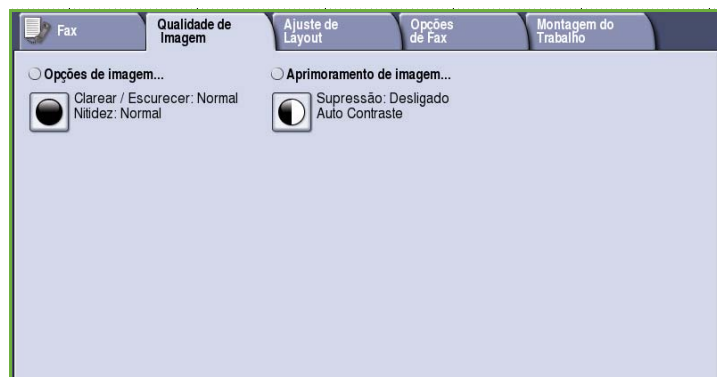 Fax
Qualidade de
Imagem
Ajuste de
Layout
Opções
de Fax
Montagem do
Trabalho
Opções de imagem...
Clarear / Escurecer: Normal
Nitidez: Normal
Aprimoramento de imagem...
Supressão: Desligado
Auto Contraste